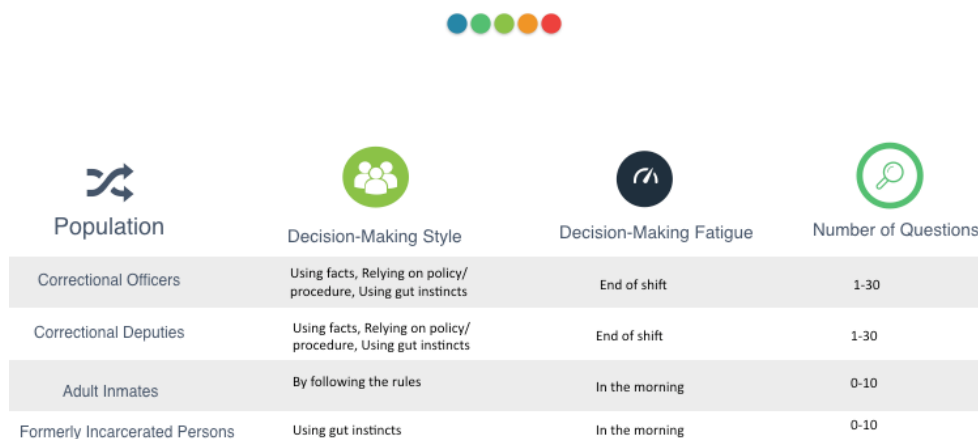 Population
Decision-Making Style
Decision-Making Fatigue
Number of Questions
Correctional Officers
Using facts, Relying on policy/
procedure, Using gut instincts
End of shift
1-30
Correctional Deputies
Using facts, Relying on policy/
procedure, Using gut instincts
End of shift
1-30
Adult Inmates
By following the rules
In the morning
0-10
Formerly Incarcerated Persons
Using gut instincts
In the morning
0-10